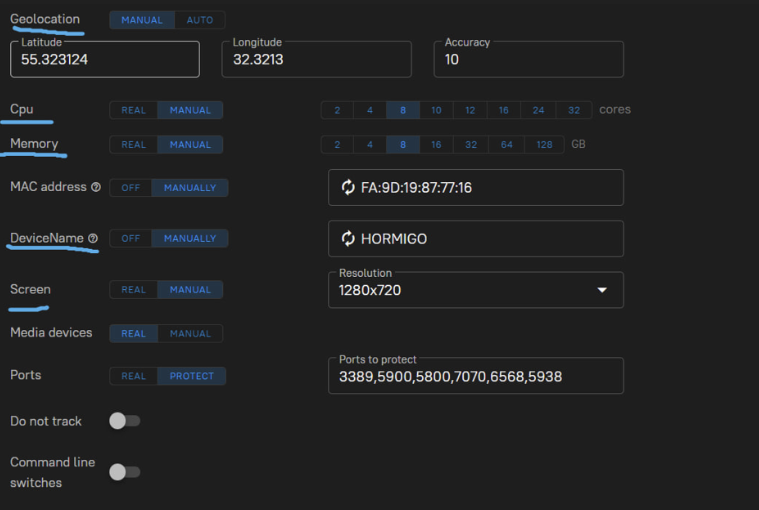 Geolocation MANUAL AUTO
Latitude Longitude Accuracy
55.323124 32.3213 10
Cpu REAL MANUAL 2 4 8 10 12 16 24 32 cores
Memory REAL MANUAL 2 4 8 16 32 64 128 GB
MAC address OFF MANUALLY FA:9D:19:87:77:16
DeviceName OFF MANUALLY HORMIGO
Screen REAL MANUAL Resolution
1280x720
Media devices REAL MANUAL
Ports REAL PROTECT Ports to protect
3389,5900,5800,7070,6568,5938
Do not track
Command line
switches